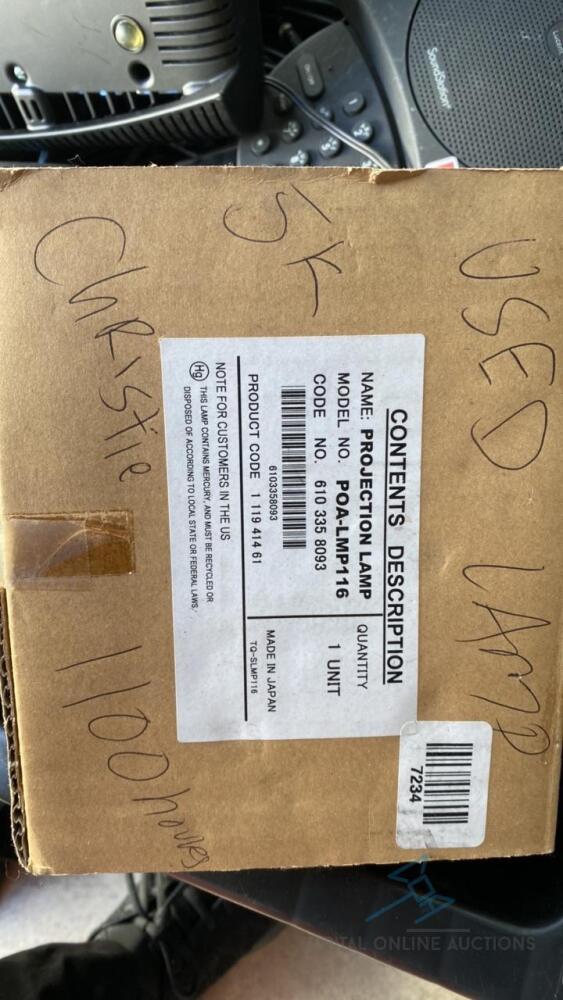 SoundStation
USED LAMP
5K
Christie 1100 hours
CONTENTS DESCRIPTION
NAME: PROJECTION LAMP
MODEL NO. POA-LMP116
CODE NO. 610 335 8093
QUANTITY
1 UNIT
6103358093
PRODUCT CODE 1 119 414 61
MADE IN JAPAN
TQ-SLMP116
NOTE FOR CUSTOMERS IN THE US
Hg THIS LAMP CONTAINS MERCURY, AND MUST BE RECYCLED OR
DISPOSED OF ACCORDING TO LOCAL STATE OR FEDERAL LAWS.
7234
ONLINE AUCTIONS